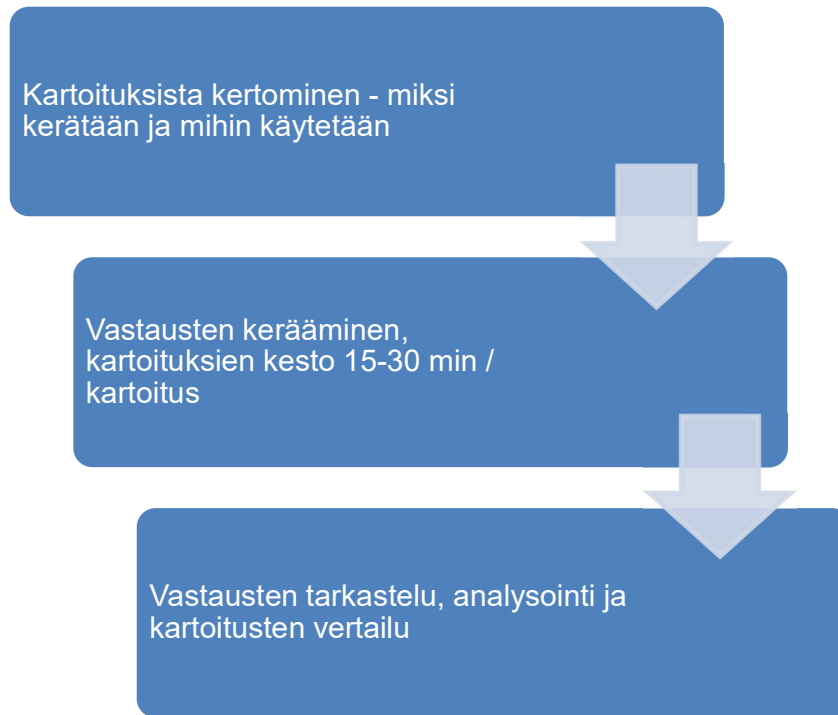 Kartoituksista kertominen - miksi
kerätään ja mihin käytetään
Vastausten kerääminen,
kartoituksien kesto 15-30 min /
kartoitus
Vastausten tarkastelu, analysointi ja
kartoitusten vertailu